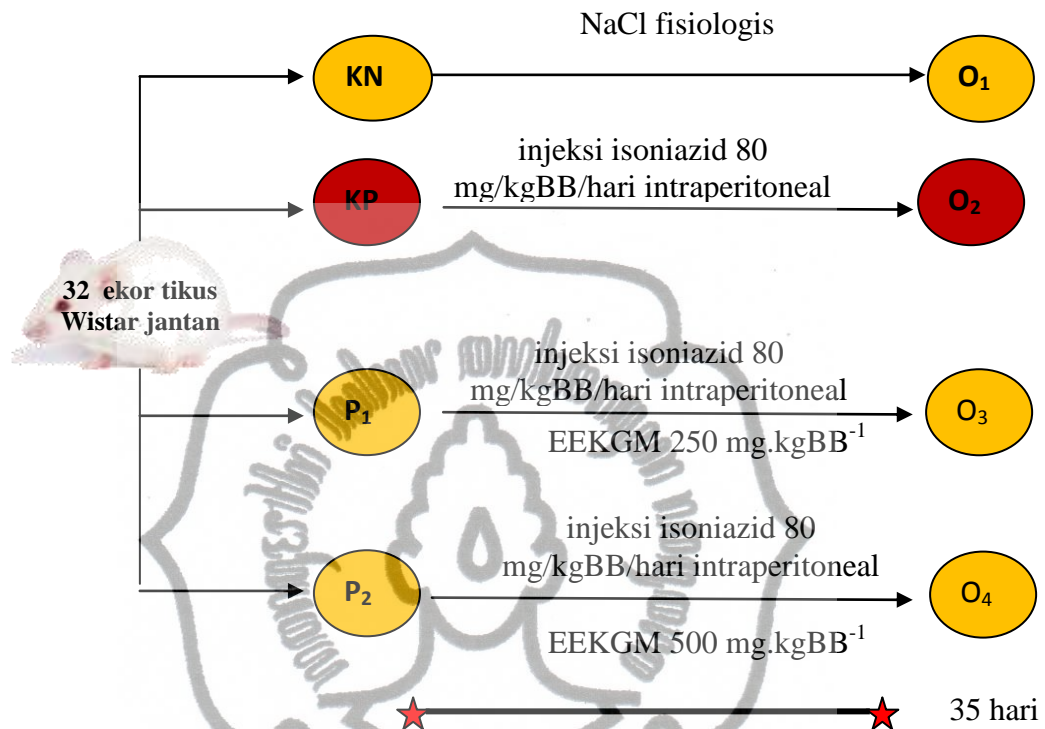 NaCl fisiologis
KN
O₁
injeksi isoniazid 80
mg/kgBB/hari intraperitoneal
KP
O₂
32 ekor tikus
Wistar jantan
injeksi isoniazid 80
mg/kgBB/hari intraperitoneal
P₁
O₃
EEKGM 250 mg.kgBB⁻¹
injeksi isoniazid 80
mg/kgBB/hari intraperitoneal
P₂
O₄
EEKGM 500 mg.kgBB⁻¹
35 hari